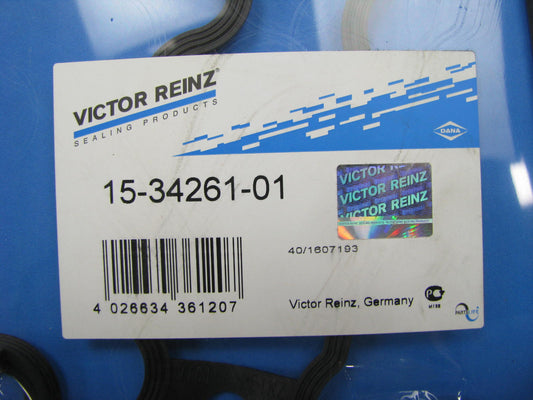 VICTOR REINZ®
SEALING PRODUCTS
DANA
15-34261-01
VICTOR REINZ
VICTOR REINZ
VICTOR REINZ
40/1607193
4 026634 361207
Victor Reinz, Germany